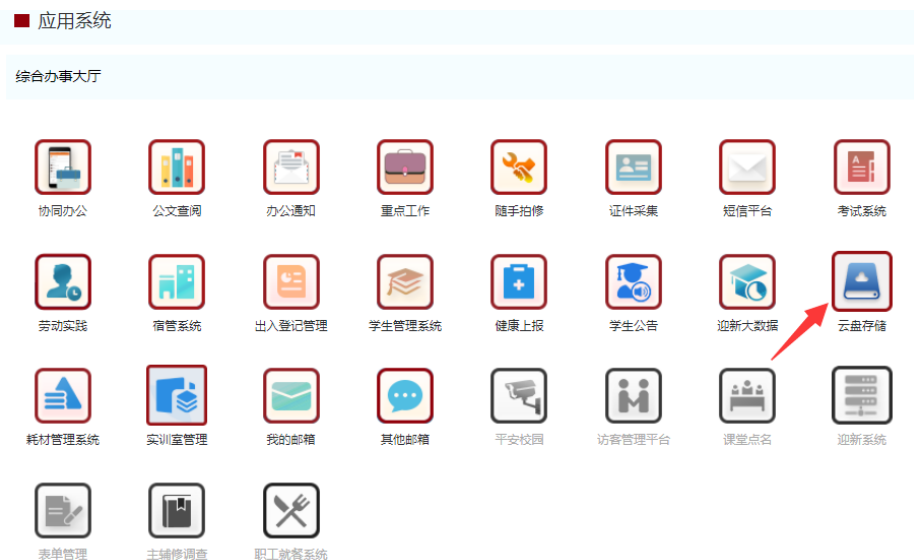 应用系统
综合办事大厅
协同办公 公文查阅 办公通知 重点工作 随手拍修 证件采集 短信平台 考试系统
劳动实践 宿管系统 出入登记管理 学生管理系统 健康上报 学生公告 迎新大数据 云盘存储
耗材管理系统 实训室管理 我的邮箱 其他邮箱 平安校园 访客管理平台 课堂点名 迎新系统
表单管理 主辅修调查 职工就餐系统